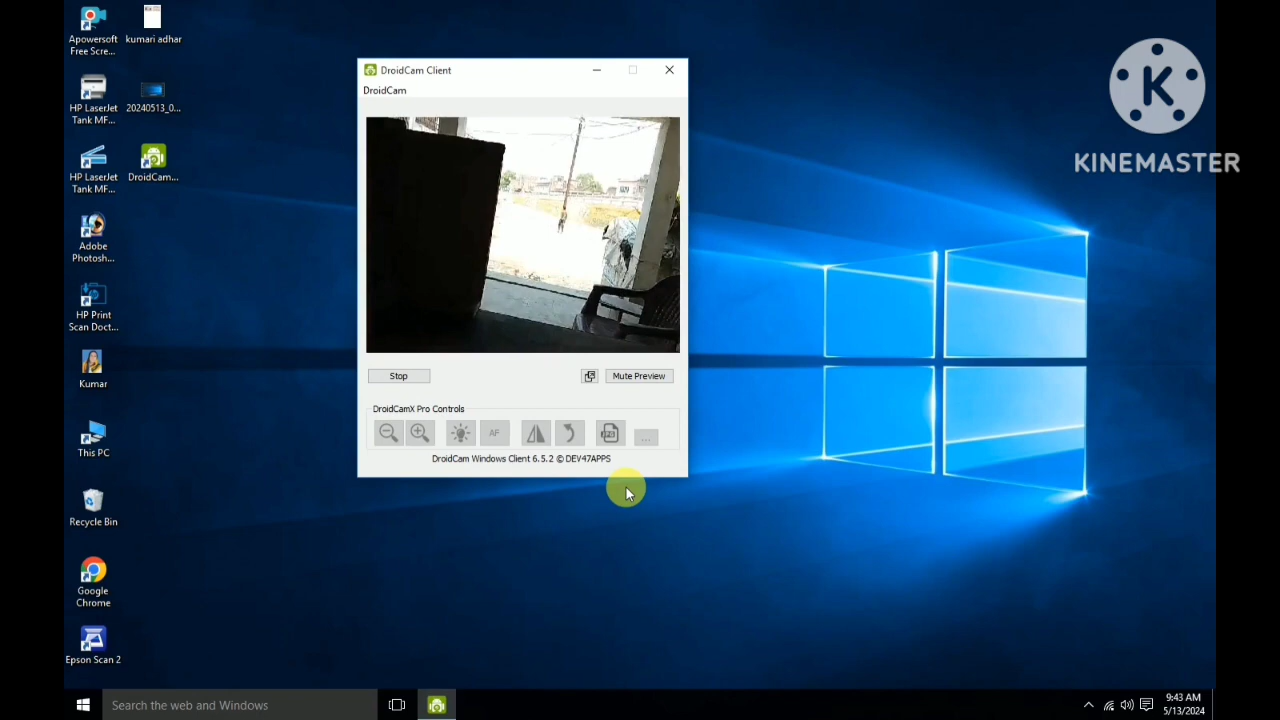 Apowersoft
Free Scre...
kumari adhar
HP LaserJet
Tank MF...
20240513_0...
HP LaserJet
Tank MF...
DroidCam...
Adobe
Photosh...
HP Print
Scan Doct...
Kumar
This PC
Recycle Bin
Google
Chrome
Epson Scan 2
DroidCam Client
DroidCam
Stop
Mute Preview
DroidCamX Pro Controls
AF
JPG
...
DroidCam Windows Client 6.5.2 © DEV47APPS
K
KINEMASTER
Search the web and Windows
9:43 AM
5/13/2024